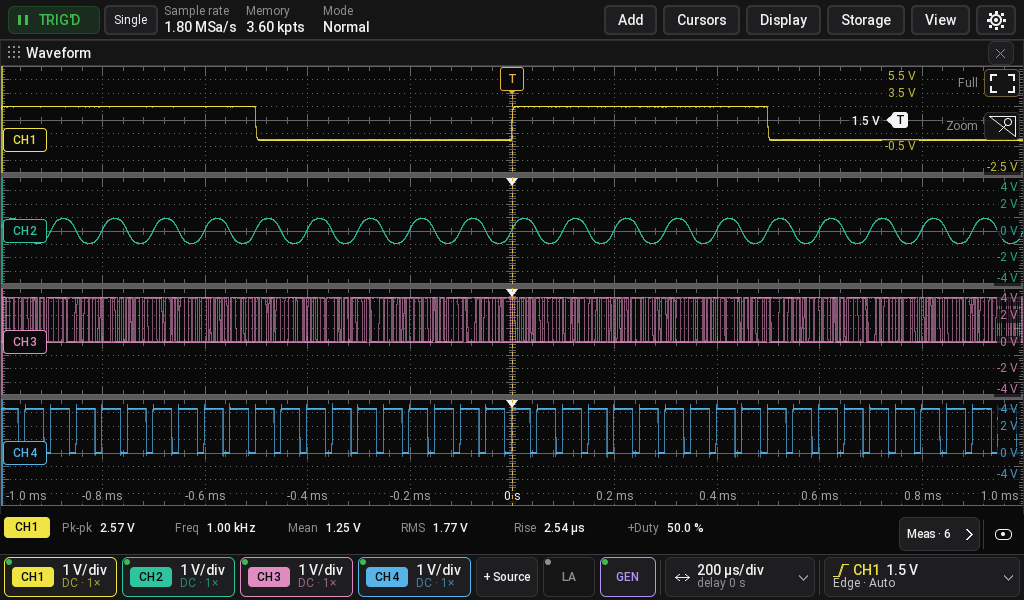 TRIG'D
Single
Sample rate
1.80 MSa/s
Memory
3.60 kpts
Mode
Normal
Add
Cursors
Display
Storage
View
Waveform
T
5.5 V
3.5 V
Full
1.5 V
T
Zoom
CH1
-0.5 V
-2.5 V
4 V
2 V
CH2
0 V
-2 V
-4 V
4 V
2 V
CH3
0 V
-2 V
-4 V
4 V
2 V
CH4
0 V
-4 V
-1.0 ms
-0.8 ms
-0.6 ms
-0.4 ms
-0.2 ms
0 s
0.2 ms
0.4 ms
0.6 ms
0.8 ms
1.0 ms
CH1
Pk-pk 2.57 V
Freq 1.00 kHz
Mean 1.25 V
RMS 1.77 V
Rise 2.54 µs
+Duty 50.0 %
Meas · 6
CH1
1 V/div
DC · 1×
CH2
1 V/div
DC · 1×
CH3
1 V/div
DC · 1×
CH4
1 V/div
DC · 1×
+ Source
LA
GEN
200 µs/div
delay 0 s
CH1 1.5 V
Edge · Auto